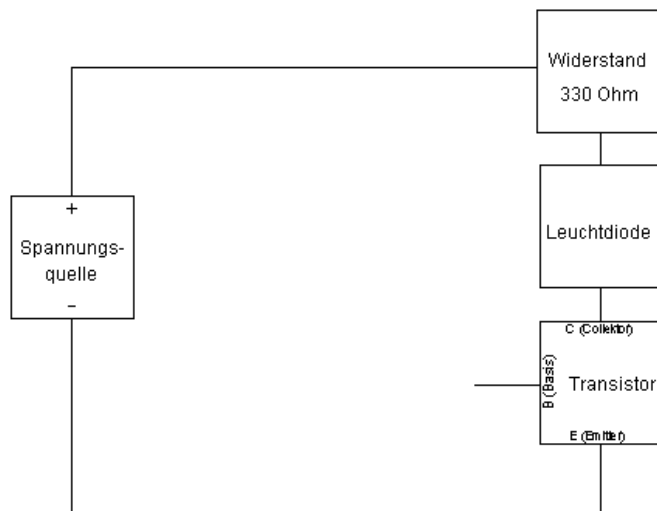 Widerstand
330 Ohm
+
Spannungs-
quelle
-
Leuchtdiode
C (Collektor)
B (Basis)
Transistor
E (Emitter)